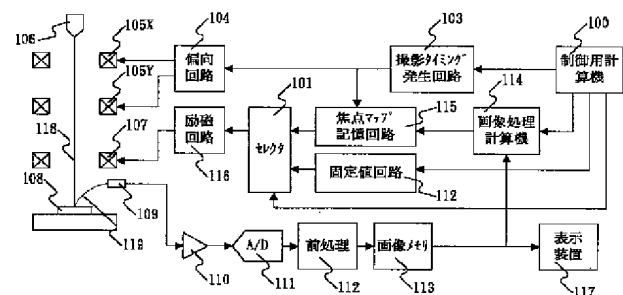 106
105X
105Y
107
118
108
119
109
104
偏向
回路
励磁
回路
116
103
撮影タイミング
発生回路
100
制御用計
算機
101
セレクタ
焦点マップ
記憶回路
115
114
画像処理
計算機
固定値回路
112
110
A/D
111
前処理
112
画像メモリ
113
表示
装置
117